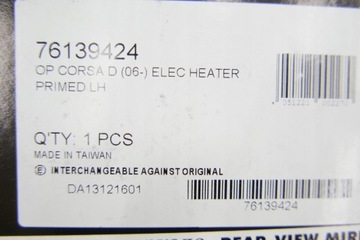 76139424
OP CORSA D (06-) ELEC HEATER
PRIMED LH
Q'TY: 1 PCS
MADE IN TAIWAN
E INTERCHANGEABLE AGAINST ORIGINAL
DA13121601
76139424
REAR VIEW MIR